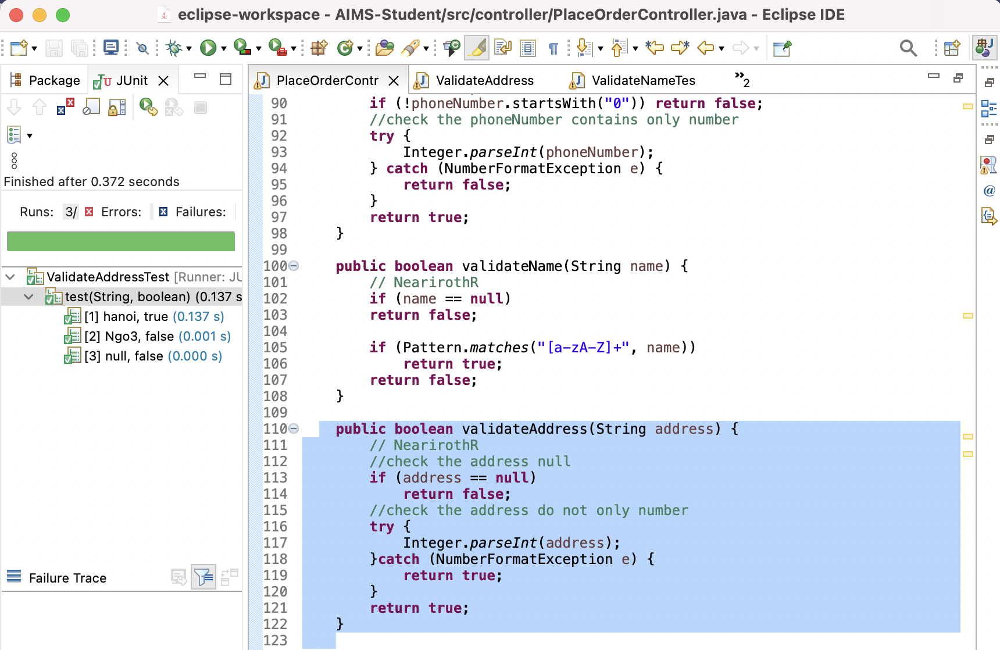 eclipse-workspace - AIMS-Student/src/controller/PlaceOrderController.java - Eclipse IDE
Package
JUnit
PlaceOrderContr
ValidateAddress
ValidateNameTes
»2
Finished after 0.372 seconds
Runs: 3/ Errors: Failures:
ValidateAddressTest [Runner: JU
test(String, boolean) (0.137 s
[1] hanoi, true (0.137 s)
[2] Ngo3, false (0.001 s)
[3] null, false (0.000 s)
Failure Trace
90 if (!phoneNumber.startsWith("0")) return false;
91 //check the phoneNumber contains only number
92 try {
93 Integer.parseInt(phoneNumber);
94 } catch (NumberFormatException e) {
95 return false;
96 }
97 return true;
98 }
99
100 public boolean validateName(String name) {
101 // NearirothR
102 if (name == null)
103 return false;
104
105 if (Pattern.matches("[a-zA-Z]+", name))
106 return true;
107 return false;
108 }
109
110 public boolean validateAddress(String address) {
111 // NearirothR
112 //check the address null
113 if (address == null)
114 return false;
115 //check the address do not only number
116 try {
117 Integer.parseInt(address);
118 }catch (NumberFormatException e) {
119 return true;
120 }
121 return true;
122 }
123